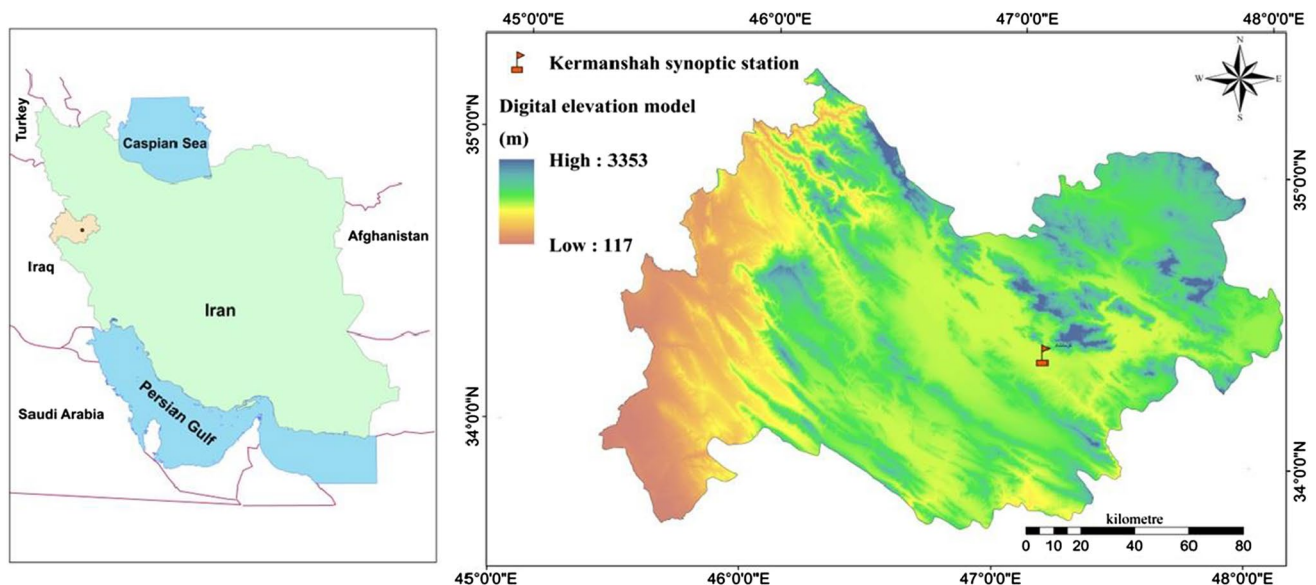 Turkey
Caspian Sea
Afghanistan
Iraq
Iran
Persian Gulf
Saudi Arabia
45°0'0"E 46°0'0"E 47°0'0"E 48°0'0"E
Kermanshah synoptic station
Digital elevation model
(m)
High : 3353
Low : 117
N
W E
S
35°0'0"N
34°0'0"N
35°0'0"N
34°0'0"N
kilometre
0 10 20 40 60 80
45°0'0"E 46°0'0"E 47°0'0"E 48°0'0"E